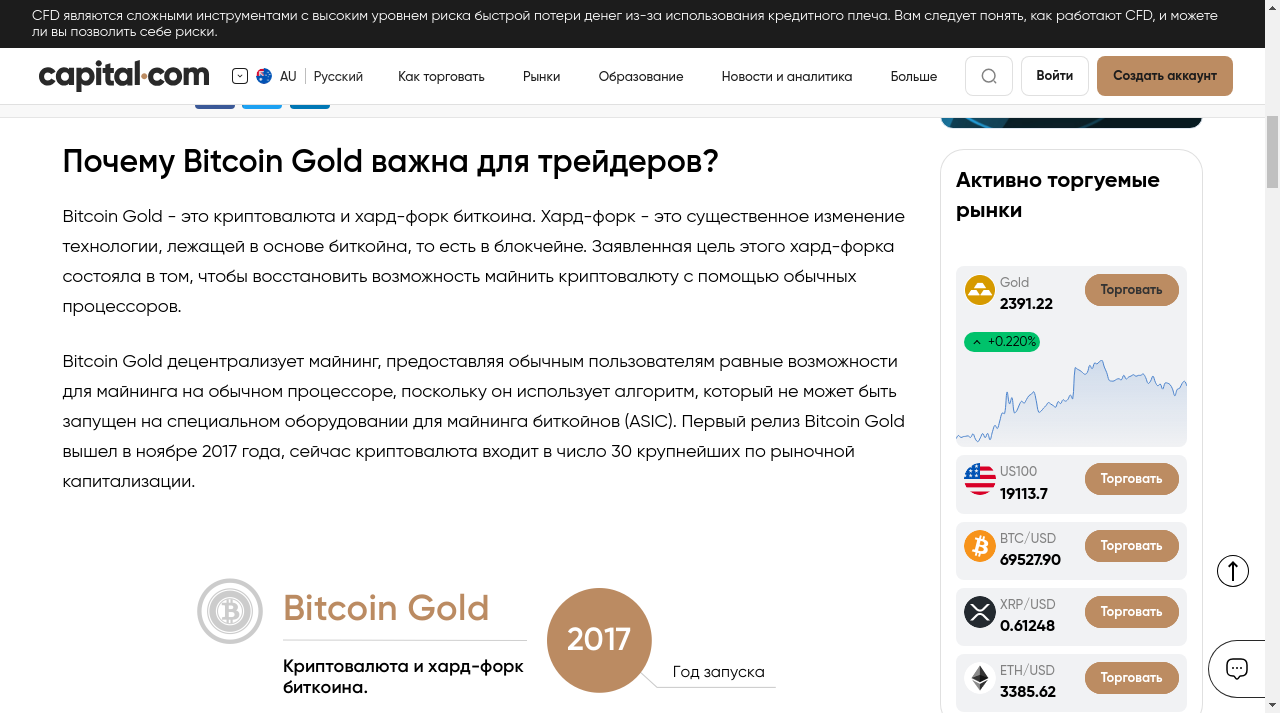 CFD являются сложными инструментами с высоким уровнем риска быстрой потери денег из-за использования кредитного плеча. Вам следует понять, как работают CFD, и можете
ли вы позволить себе риски.
capital.com
AU
Русский
Как торговать
Рынки
Образование
Новости и аналитика
Больше
Войти
Создать аккаунт
Почему Bitcoin Gold важна для трейдеров?
Bitcoin Gold - это криптовалюта и хард-форк биткоина. Хард-форк - это существенное изменение
технологии, лежащей в основе биткойна, то есть в блокчейне. Заявленная цель этого хард-форка
состояла в том, чтобы восстановить возможность майнить криптовалюту с помощью обычных
процессоров.
Bitcoin Gold децентрализует майнинг, предоставляя обычным пользователям равные возможности
для майнинга на обычном процессоре, поскольку он использует алгоритм, который не может быть
запущен на специальном оборудовании для майнинга биткойнов (ASIC). Первый релиз Bitcoin Gold
вышел в ноябре 2017 года, сейчас криптовалюта входит в число 30 крупнейших по рыночной
капитализации.
Bitcoin Gold
Криптовалюта и хард-форк
биткоина.
2017
Год запуска
Активно торгуемые
рынки
Gold
2391.22
Торговать
+0.220%
US100
19113.7
Торговать
BTC/USD
69527.90
Торговать
XRP/USD
0.61248
Торговать
ETH/USD
3385.62
Торговать